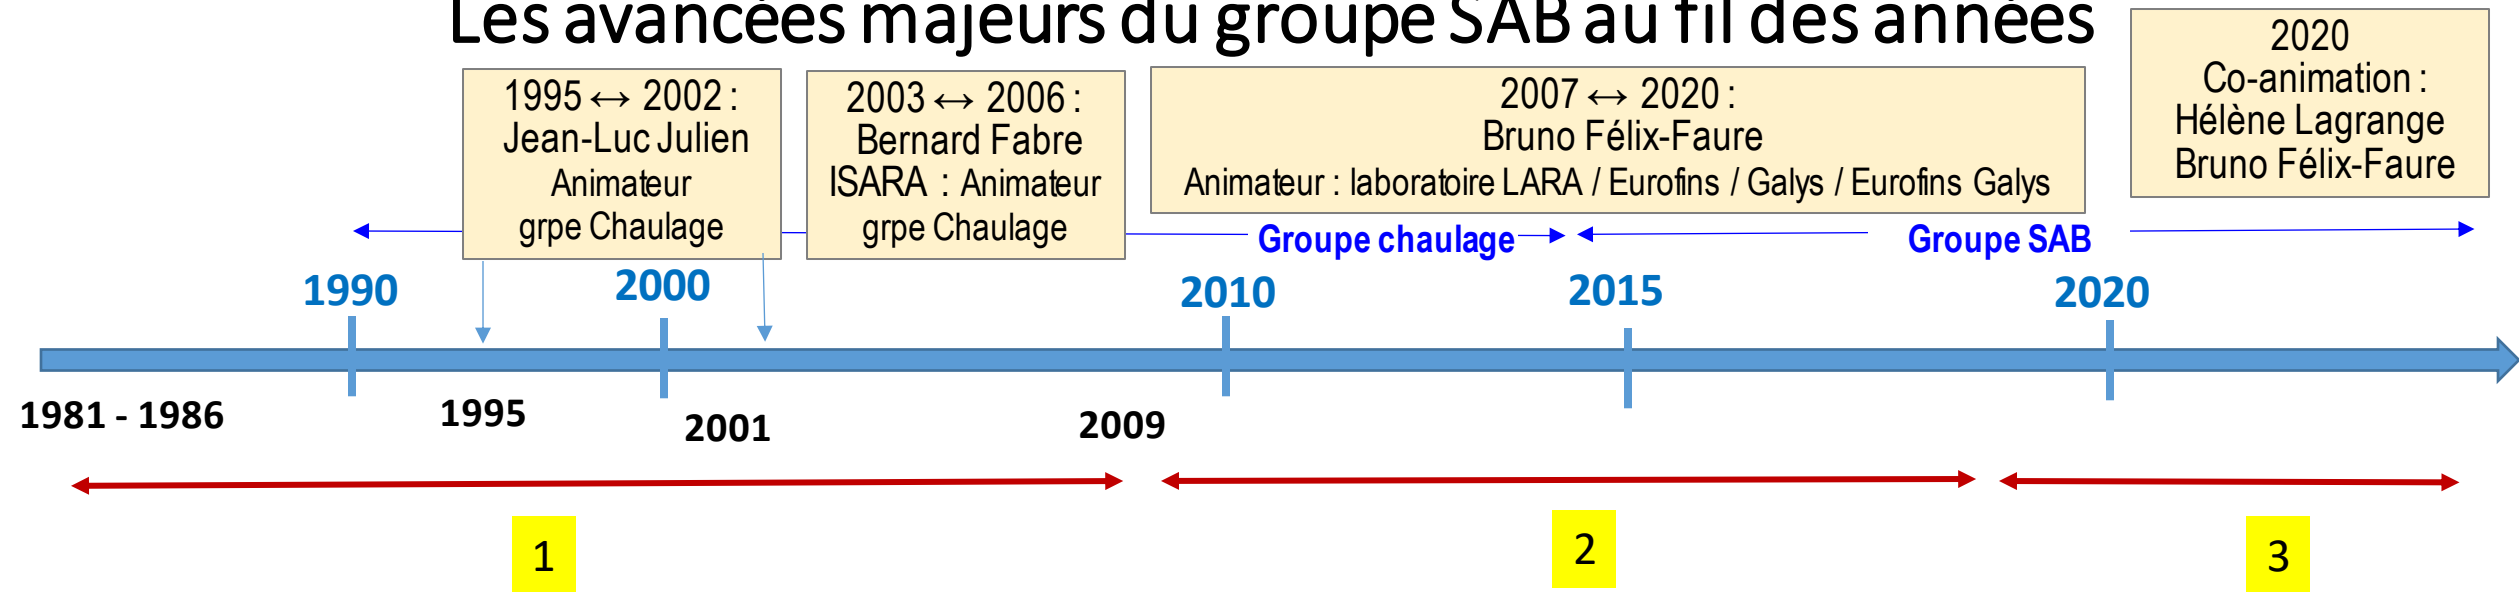 Les avancées majeurs du groupe SAB au fil des années
1995 ↔ 2002 :
Jean-Luc Julien
Animateur
grpe Chaulage
2003 ↔ 2006 :
Bernard Fabre
ISARA : Animateur
grpe Chaulage
2007 ↔ 2020 :
Bruno Félix-Faure
Animateur : laboratoire LARA / Eurofins / Galys / Eurofins Galys
2020
Co-animation :
Hélène Lagrange
Bruno Félix-Faure
Groupe chaulage
Groupe SAB
1990
2000
2010
2015
2020
1981 - 1986
1995
2001
2009
1
2
3